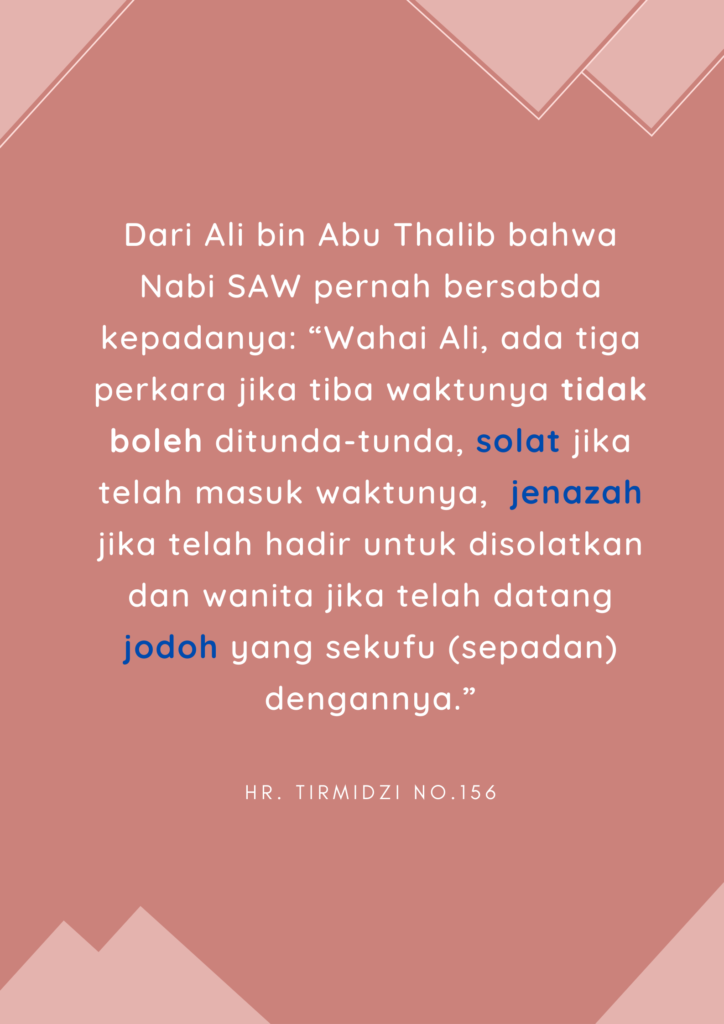 Dari Ali bin Abu Thalib bahwa
Nabi SAW pernah bersabda
kepadanya: “Wahai Ali, ada tiga
perkara jika tiba waktunya tidak
boleh ditunda-tunda, solat jika
telah masuk waktunya, jenazah
jika telah hadir untuk disolatkan
dan wanita jika telah datang
jodoh yang sekufu (sepadan)
dengannya.”
HR. TIRMIDZI NO.156